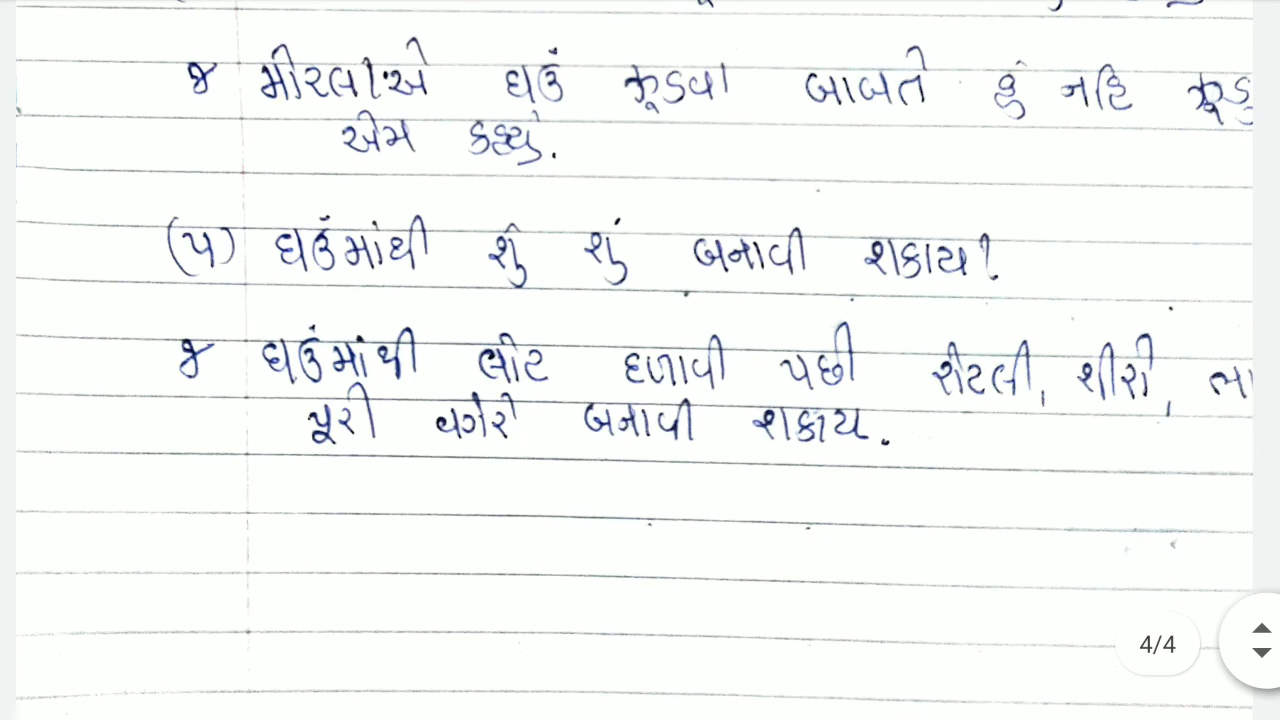 જ મોરલાએ ઘઉં ઝૂડવા બાબતે હું નહિ
એમ કહ્યું.
(૫) ઘઉંમાંથી શું શું બનાવી શકાય?
જ ઘઉંમાંથી લોટ દળાવી પછી રોટલી, શીરો,
પૂરી વગેરે બનાવી શકાય.
4/4